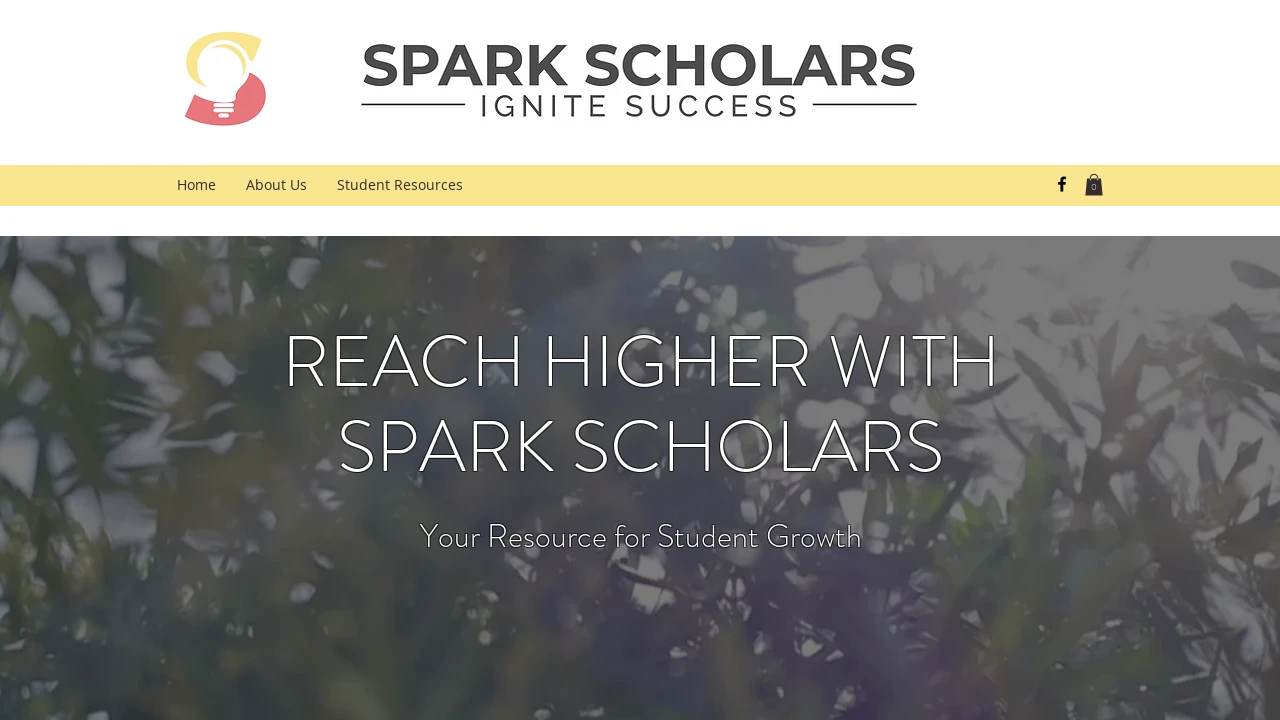 SPARK SCHOLARS
IGNITE SUCCESS
Home
About Us
Student Resources
0
REACH HIGHER WITH
SPARK SCHOLARS
Your Resource for Student Growth